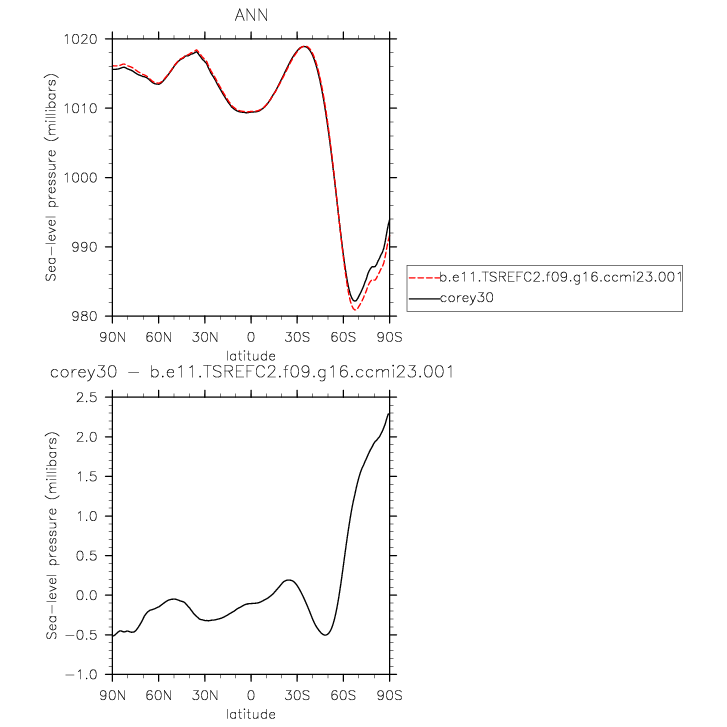 ANN
1020
1010
1000
990
980
Sea-level pressure (millibars)
90N 60N 30N 0 30S 60S 90S
latitude
b.e11.TSREFC2.f09.g16.ccmi23.001
corey30
corey30 - b.e11.TSREFC2.f09.g16.ccmi23.001
2.5
2.0
1.5
1.0
0.5
0.0
-0.5
-1.0
Sea-level pressure (millibars)
90N 60N 30N 0 30S 60S 90S
latitude